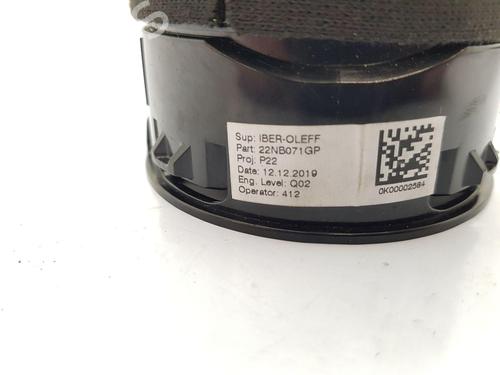 Sup: IBER-OLEFF
Part: 22NB071GP
Proj: P22
Date: 12.12.2019
Eng. Level: Q02
Operator: 412
0K00002584